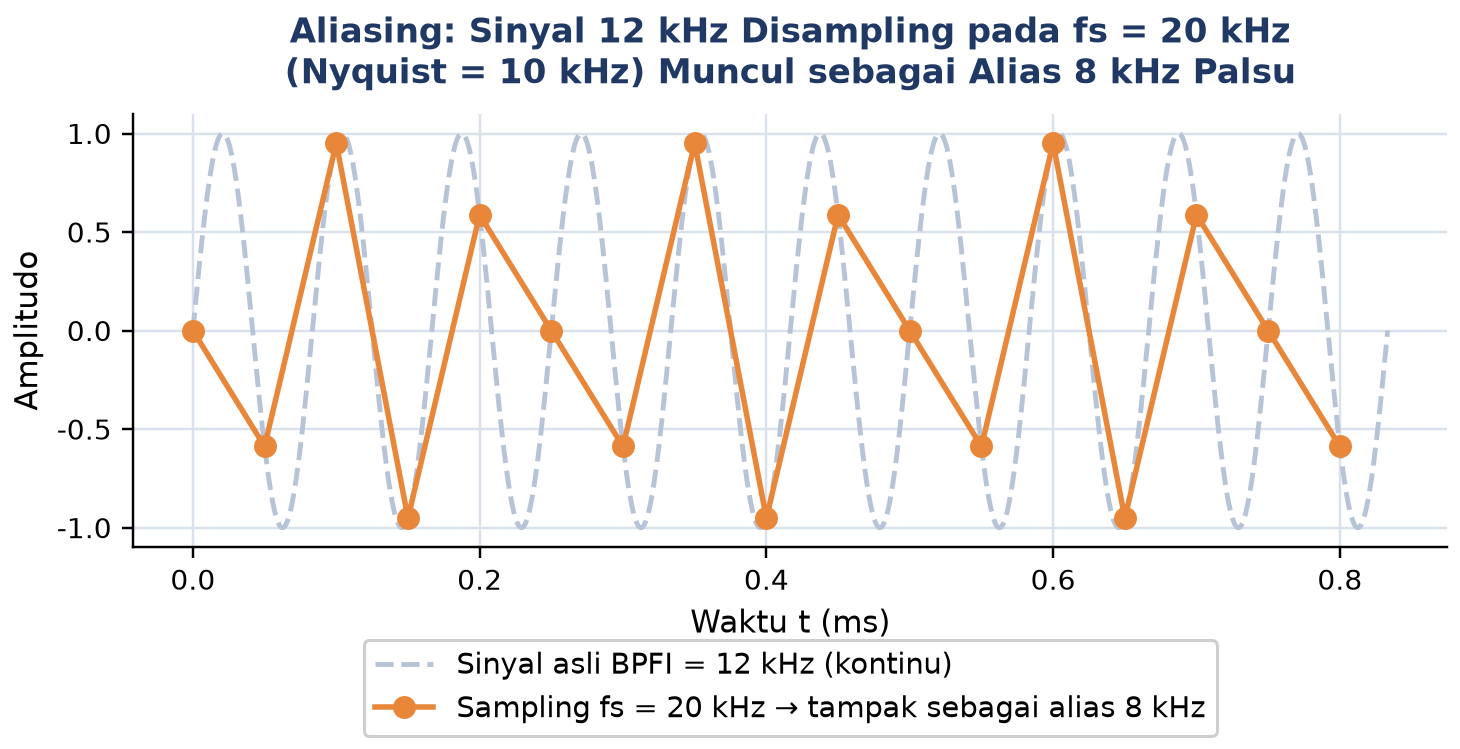 Aliasing: Sinyal 12 kHz Disampling pada fs = 20 kHz
(Nyquist = 10 kHz) Muncul sebagai Alias 8 kHz Palsu
1.0
0.5
0.0
-0.5
-1.0
Amplitudo
0.0 0.2 0.4 0.6 0.8
Waktu t (ms)
Sinyal asli BPFI = 12 kHz (kontinu)
Sampling fs = 20 kHz → tampak sebagai alias 8 kHz